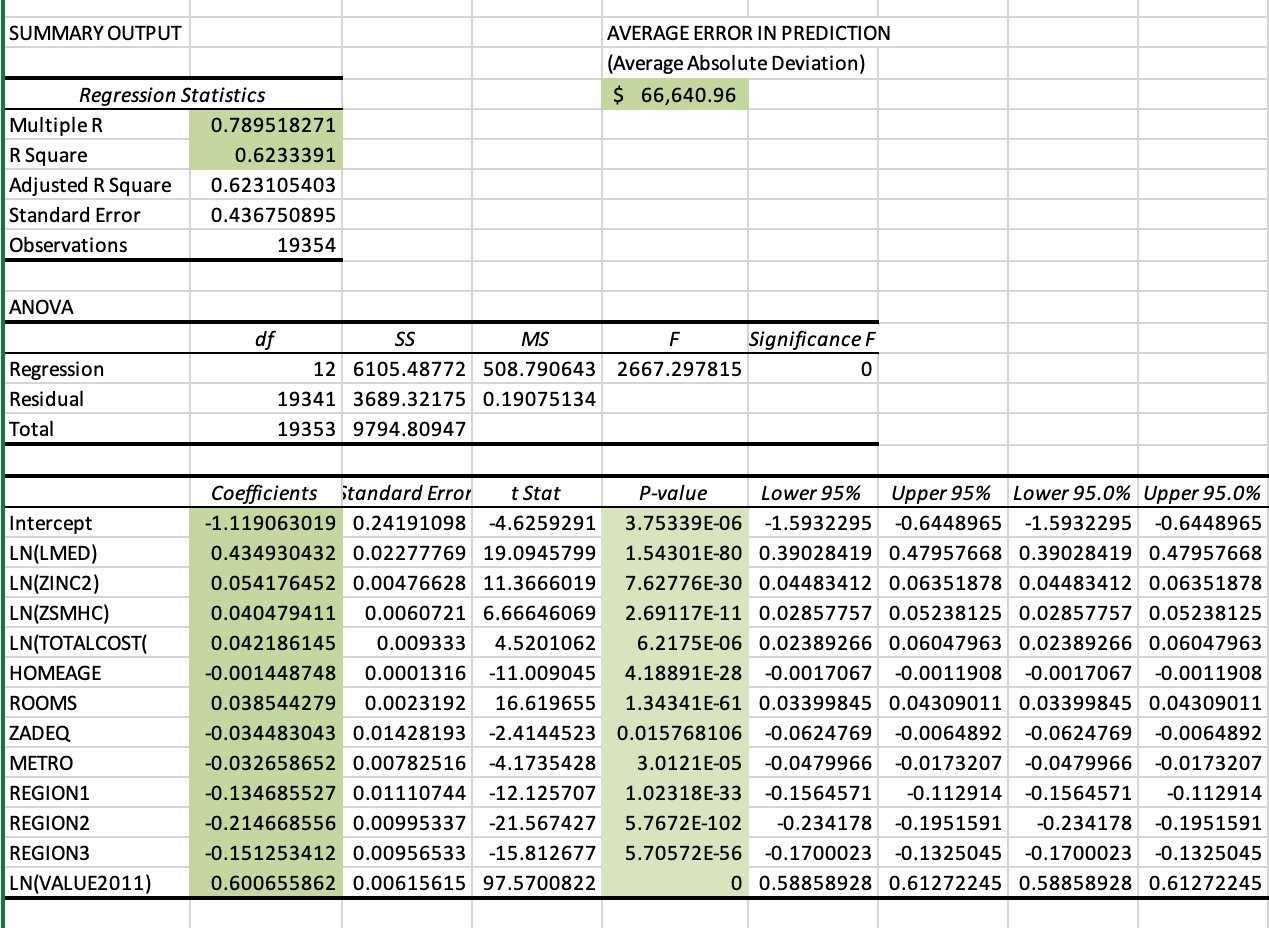 SUMMARY OUTPUT AVERAGE ERROR IN PREDICTION
(Average Absolute Deviation)
Regression Statistics $ 66,640.96
Multiple R 0.789518271
R Square 0.6233391
Adjusted R Square 0.623105403
Standard Error 0.436750895
Observations 19354
ANOVA
df SS MS F Significance F
Regression 12 6105.48772 508.790643 2667.297815 0
Residual 19341 3689.32175 0.19075134
Total 19353 9794.80947
Coefficients Standard Error t Stat P-value Lower 95% Upper 95% Lower 95.0% Upper 95.0%
Intercept -1.119063019 0.24191098 -4.6259291 3.75339E-06 -1.5932295 -0.6448965 -1.5932295 -0.6448965
LN(LMED) 0.434930432 0.02277769 19.0945799 1.54301E-80 0.39028419 0.47957668 0.39028419 0.47957668
LN(ZINC2) 0.054176452 0.00476628 11.3666019 7.62776E-30 0.04483412 0.06351878 0.04483412 0.06351878
LN(ZSMHC) 0.040479411 0.0060721 6.66646069 2.69117E-11 0.02857757 0.05238125 0.02857757 0.05238125
LN(TOTALCOST( 0.042186145 0.009333 4.5201062 6.2175E-06 0.02389266 0.06047963 0.02389266 0.06047963
HOMEAGE -0.001448748 0.0001316 -11.009045 4.18891E-28 -0.0017067 -0.0011908 -0.0017067 -0.0011908
ROOMS 0.038544279 0.0023192 16.619655 1.34341E-61 0.03399845 0.04309011 0.03399845 0.04309011
ZADEQ -0.034483043 0.01428193 -2.4144523 0.015768106 -0.0624769 -0.0064892 -0.0624769 -0.0064892
METRO -0.032658652 0.00782516 -4.1735428 3.0121E-05 -0.0479966 -0.0173207 -0.0479966 -0.0173207
REGION1 -0.134685527 0.01110744 -12.125707 1.02318E-33 -0.1564571 -0.112914 -0.1564571 -0.112914
REGION2 -0.214668556 0.00995337 -21.567427 5.7672E-102 -0.234178 -0.1951591 -0.234178 -0.1951591
REGION3 -0.151253412 0.00956533 -15.812677 5.70572E-56 -0.1700023 -0.1325045 -0.1700023 -0.1325045
LN(VALUE2011) 0.600655862 0.00615615 97.5700822 0 0.58858928 0.61272245 0.58858928 0.61272245